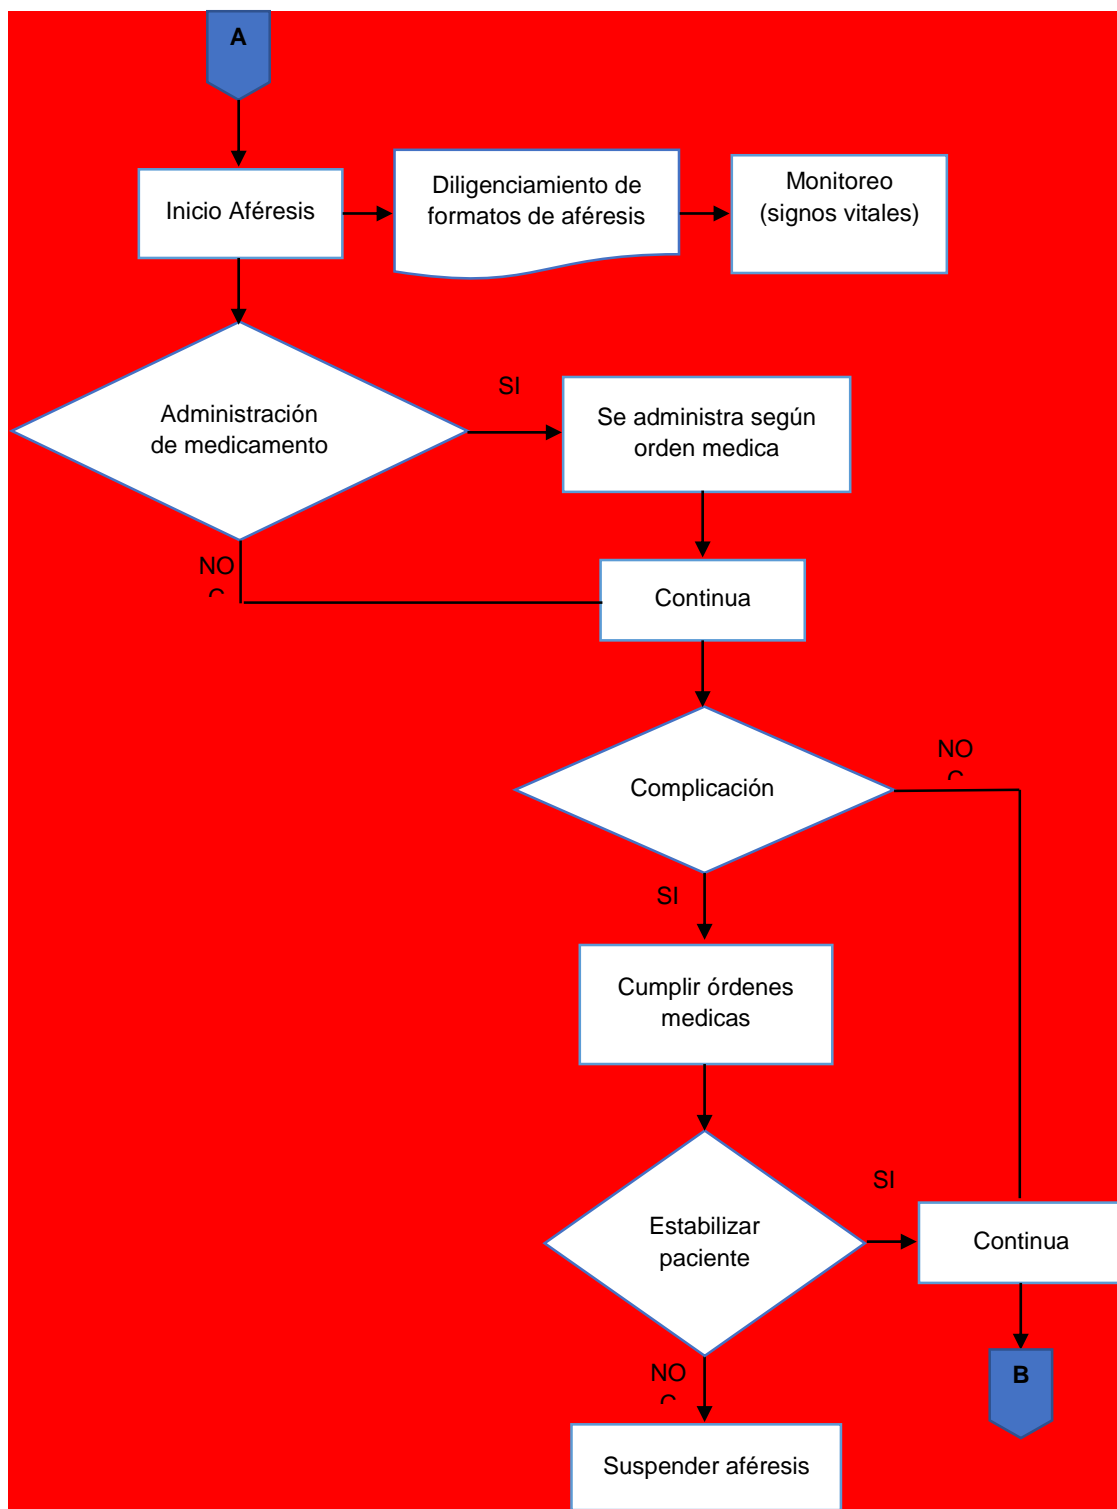 A
Inicio Aféresis
Diligenciamiento de
formatos de aféresis
Monitoreo
(signos vitales)
Administración
de medicamento
SI
Se administra según
orden medica
NO
Continua
Complicación
NO
SI
Cumplir órdenes
medicas
Estabilizar
paciente
SI
Continua
NO
B
Suspender aféresis